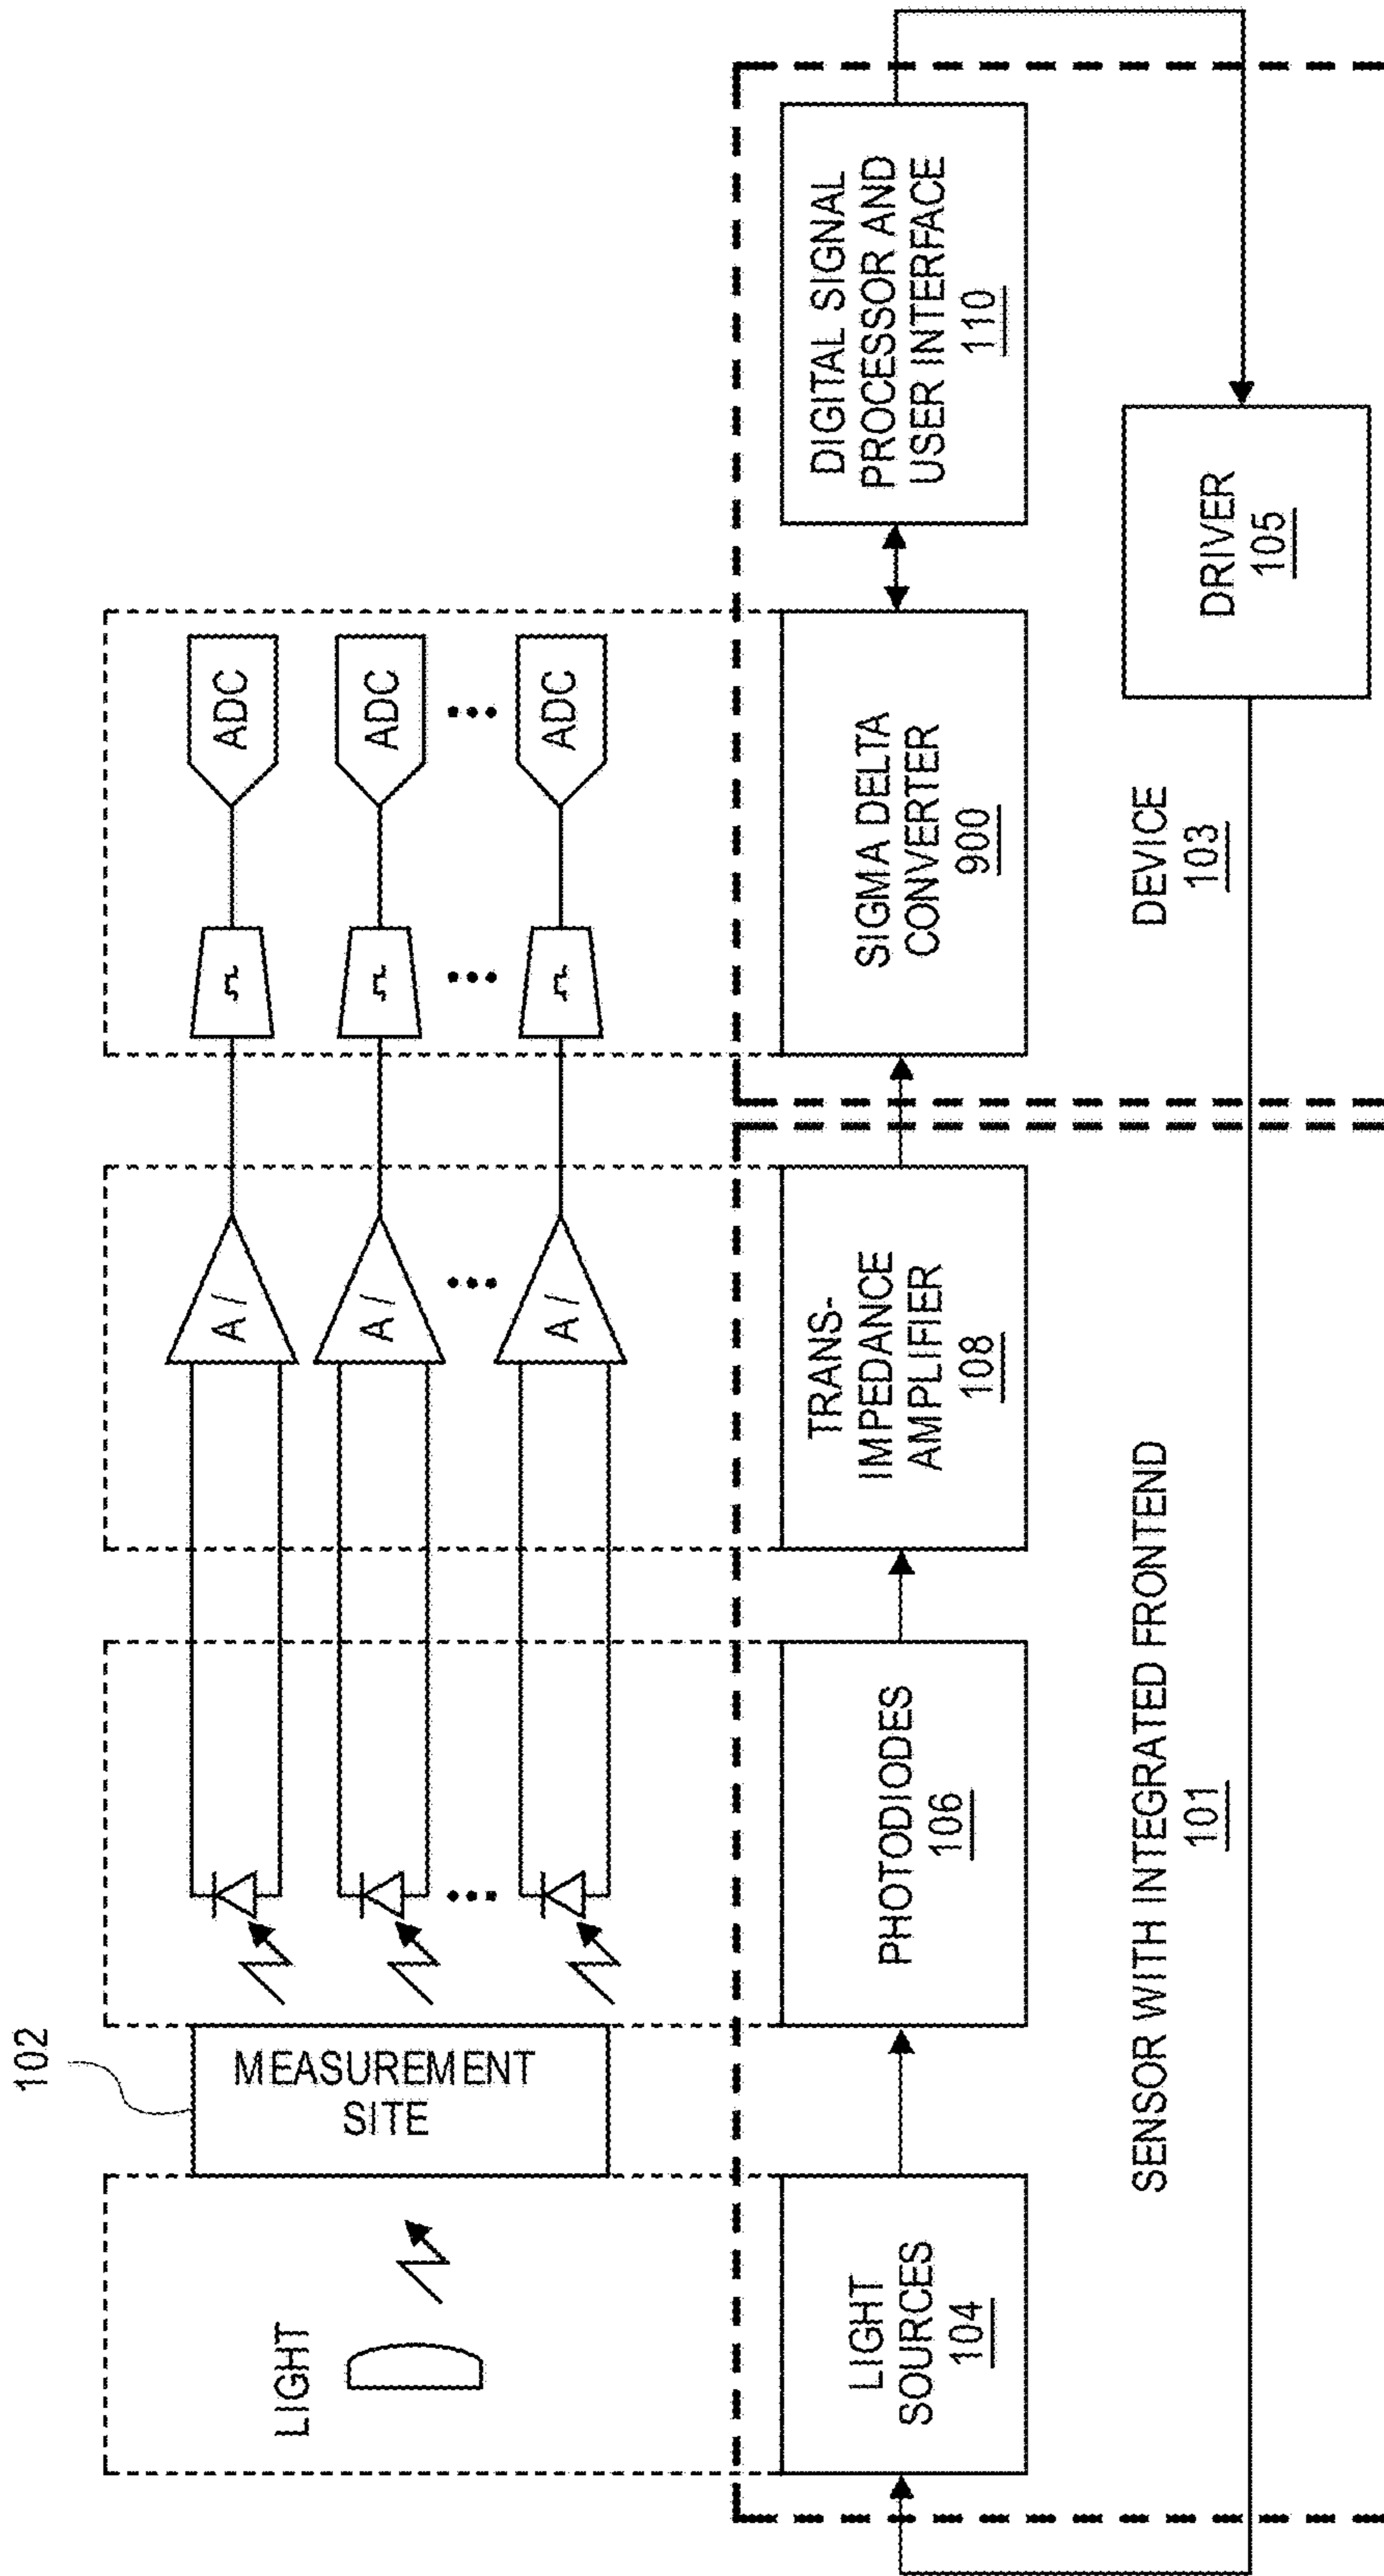 102
LIGHT
MEASUREMENT
SITE
A /
A /
A /
ADC
ADC
ADC
LIGHT
SOURCES
104
PHOTODIODES
106
TRANS-
IMPEDANCE
AMPLIFIER
108
SIGMA DELTA
CONVERTER
900
DIGITAL SIGNAL
PROCESSOR AND
USER INTERFACE
110
SENSOR WITH INTEGRATED FRONTEND
101
DEVICE
103
DRIVER
105